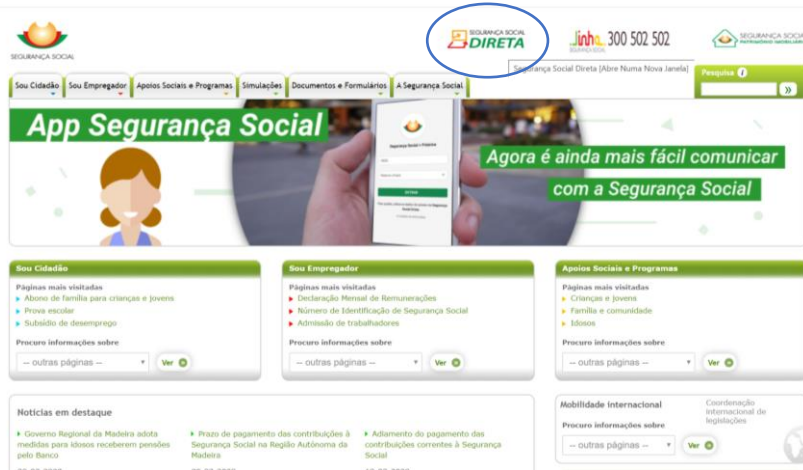 SEGURANÇA SOCIAL
SEGURANÇA SOCIAL
DIRETA
linha 300 502 502
SEGURANÇA SOCIAL
Segurança Social Direta [Abre Numa Nova Janela]
Sou Cidadão
Sou Empregador
Apoios Sociais e Programas
Simulações
Documentos e Formulários
A Segurança Social
Pesquisa
App Segurança Social
Agora é ainda mais fácil comunicar
com a Segurança Social
Sou Cidadão
Páginas mais visitadas
Abono de família para crianças e jovens
Prova escolar
Subsídio de desemprego
Procuro informações sobre
-- outras páginas --
Ver
Sou Empregador
Páginas mais visitadas
Declaração Mensal de Remunerações
Número de Identificação de Segurança Social
Admissão de trabalhadores
Procuro informações sobre
-- outras páginas --
Ver
Apoios Sociais e Programas
Páginas mais visitadas
Crianças e jovens
Família e comunidade
Idosos
Procuro informações sobre
-- outras páginas --
Ver
Notícias em destaque
Governo Regional da Madeira adota
medidas para idosos receberem pensões
pelo Banco
Prazo de pagamento das contribuições à
Segurança Social na Região Autónoma da
Madeira
Adiamento do pagamento das
contribuições correntes à Segurança
Social
Mobilidade Internacional
Coordenação
internacional de
legislações
Procuro informações sobre
-- outras páginas --
Ver